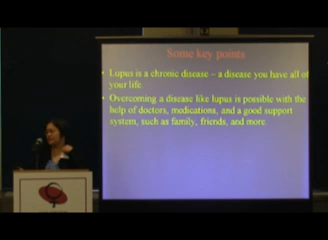 Some key points
• Lupus is a chronic disease – a disease you have all of
your life.
• Overcoming a disease like lupus is possible with the
help of doctors, medications, and a good support
system, such as family, friends, and more.